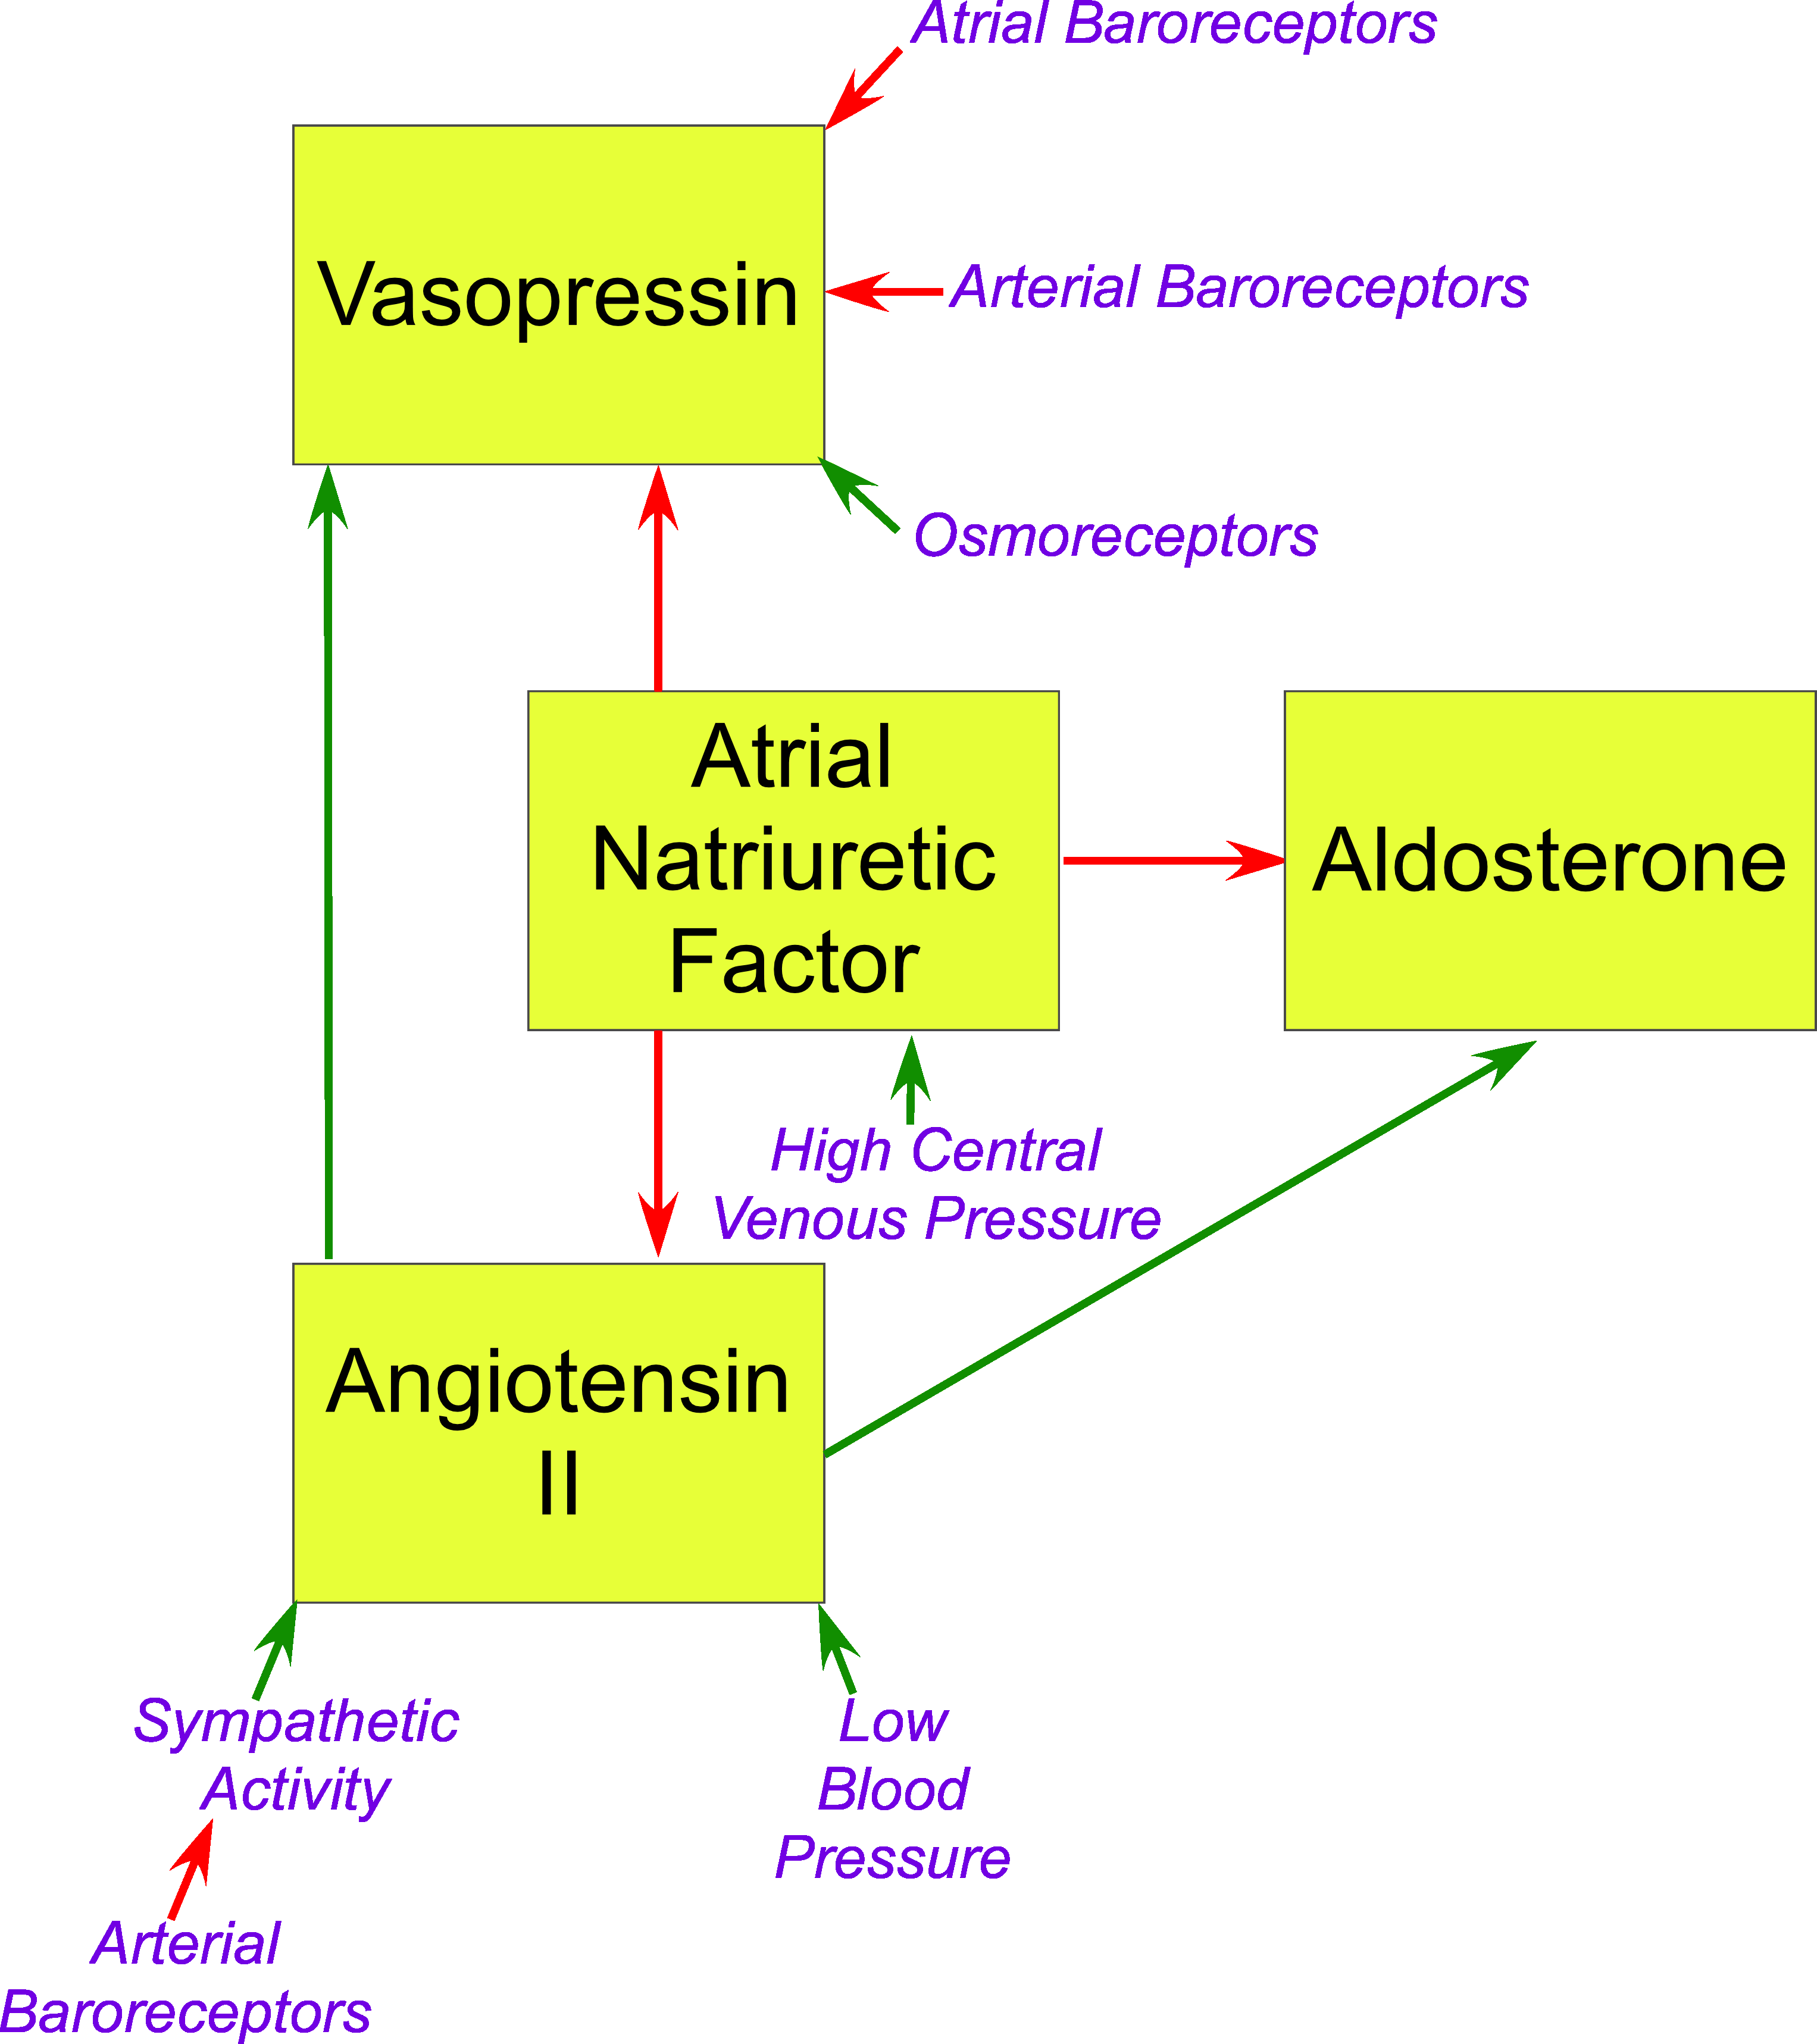 Atrial Baroreceptors
Vasopressin
Arterial Baroreceptors
Osmoreceptors
Atrial
Natriuretic
Factor
Aldosterone
High Central
Venous Pressure
Angiotensin
II
Sympathetic
Activity
Low
Blood
Pressure
Arterial
Baroreceptors